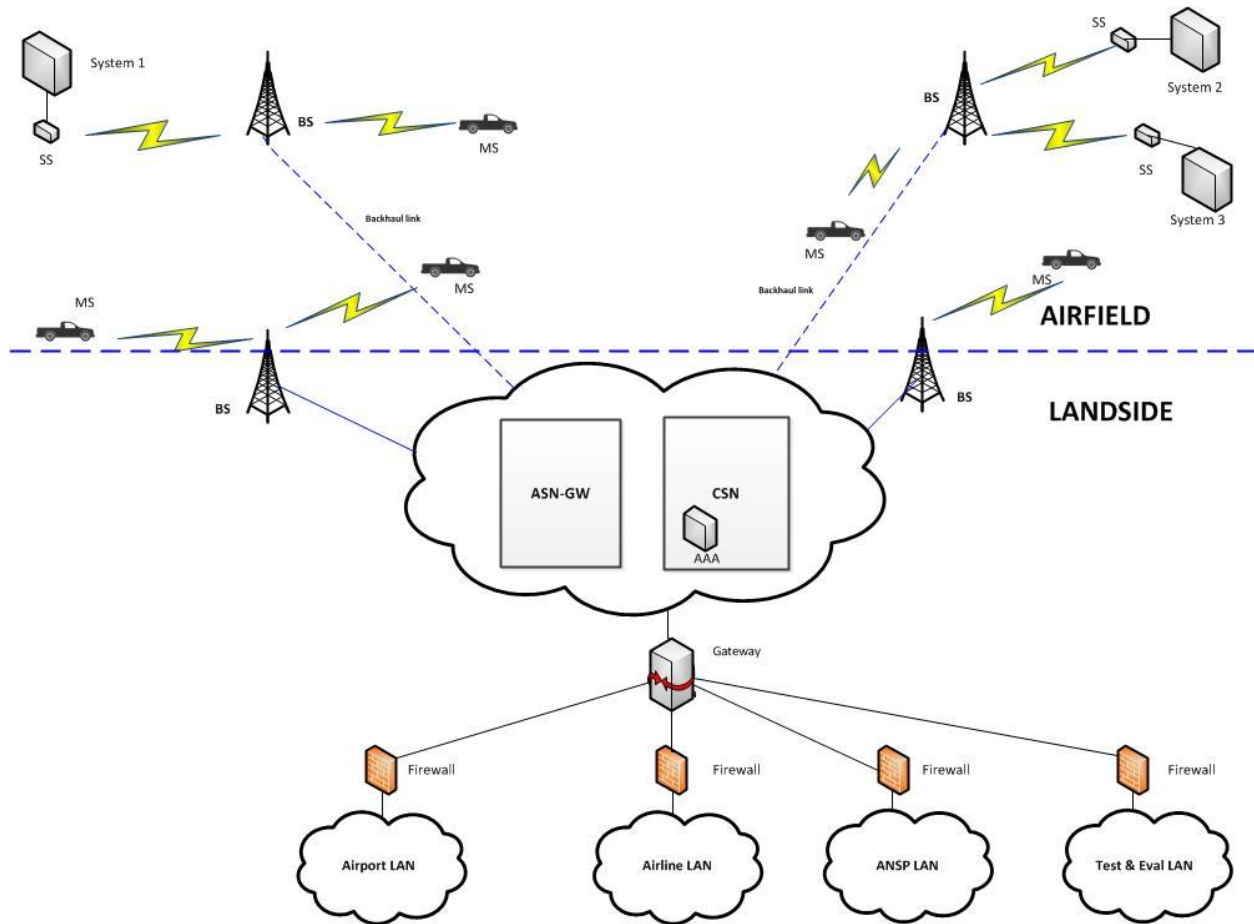 SS
System 1
BS
System 2
BS
MS
SS
SS
System 3
Backhaul link
MS
MS
MS
Backhaul link
MS
AIRFIELD
BS
BS
LANDSIDE
ASN-GW
CSN
AAA
Gateway
Firewall
Firewall
Firewall
Firewall
Airport LAN
Airline LAN
ANSP LAN
Test & Eval LAN